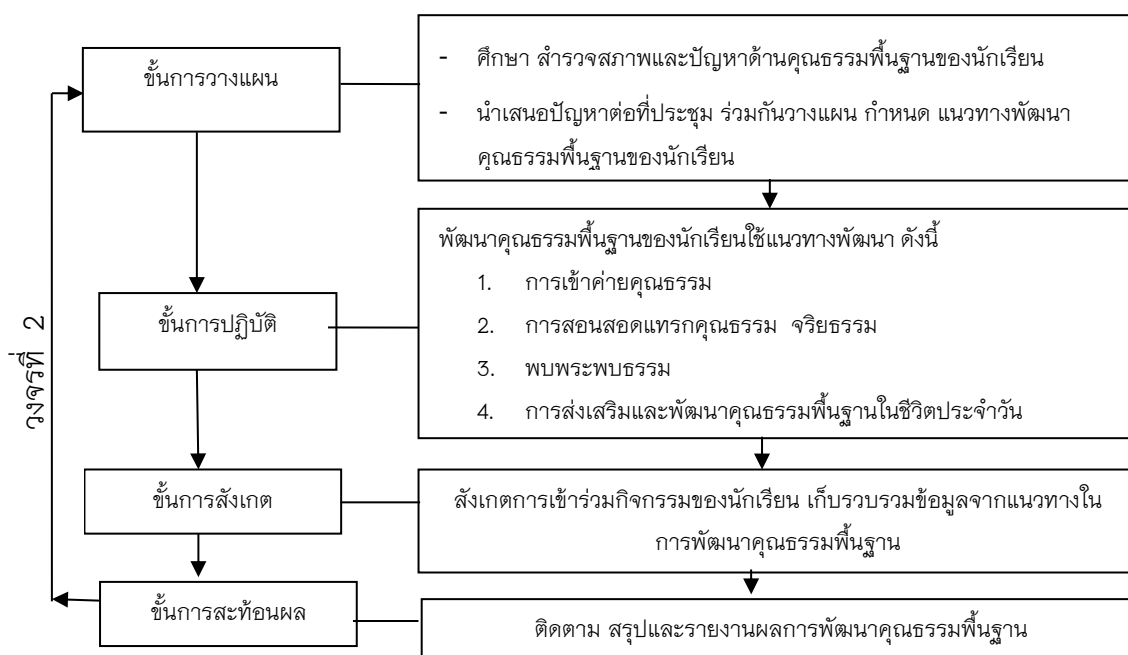 ขั้นการวางแผน
- ศึกษา สำรวจสภาพและปัญหาด้านคุณธรรมพื้นฐานของนักเรียน
- นำเสนอปัญหาต่อที่ประชุม ร่วมกันวางแผน กำหนด แนวทางพัฒนา
คุณธรรมพื้นฐานของนักเรียน
พัฒนาคุณธรรมพื้นฐานของนักเรียนใช้แนวทางพัฒนา ดังนี้
1. การเข้าค่ายคุณธรรม
2. การสอนสอดแทรกคุณธรรม จริยธรรม
3. พบพระพบธรรม
4. การส่งเสริมและพัฒนาคุณธรรมพื้นฐานในชีวิตประจำวัน
ขั้นการปฏิบัติ
วงจรที่ 2
ขั้นการสังเกต
สังเกตการเข้าร่วมกิจกรรมของนักเรียน เก็บรวบรวมข้อมูลจากแนวทางใน
การพัฒนาคุณธรรมพื้นฐาน
ขั้นการสะท้อนผล
ติดตาม สรุปและรายงานผลการพัฒนาคุณธรรมพื้นฐาน